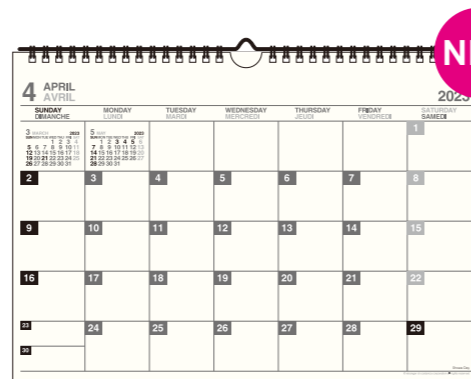 4 APRIL
AVRIL
2023
SUNDAY MONDAY TUESDAY WEDNESDAY THURSDAY FRIDAY SATURDAY
DIMANCHE LUNDI MARDI MERCREDI JEUDI VENDREDI SAMEDI
3 MARCH 2023 5 MAY 2023
1 2 3 4 1 2 3 4 5 6
5 6 7 8 9 10 11 7 8 9 10 11 12 13
12 13 14 15 16 17 18 14 15 16 17 18 19 20
19 20 21 22 23 24 25 21 22 23 24 25 26 27
26 27 28 29 30 31 28 29 30 31
1
2 3 4 5 6 7 8
9 10 11 12 13 14 15
16 17 18 19 20 21 22
23 24 25 26 27 28 29
30